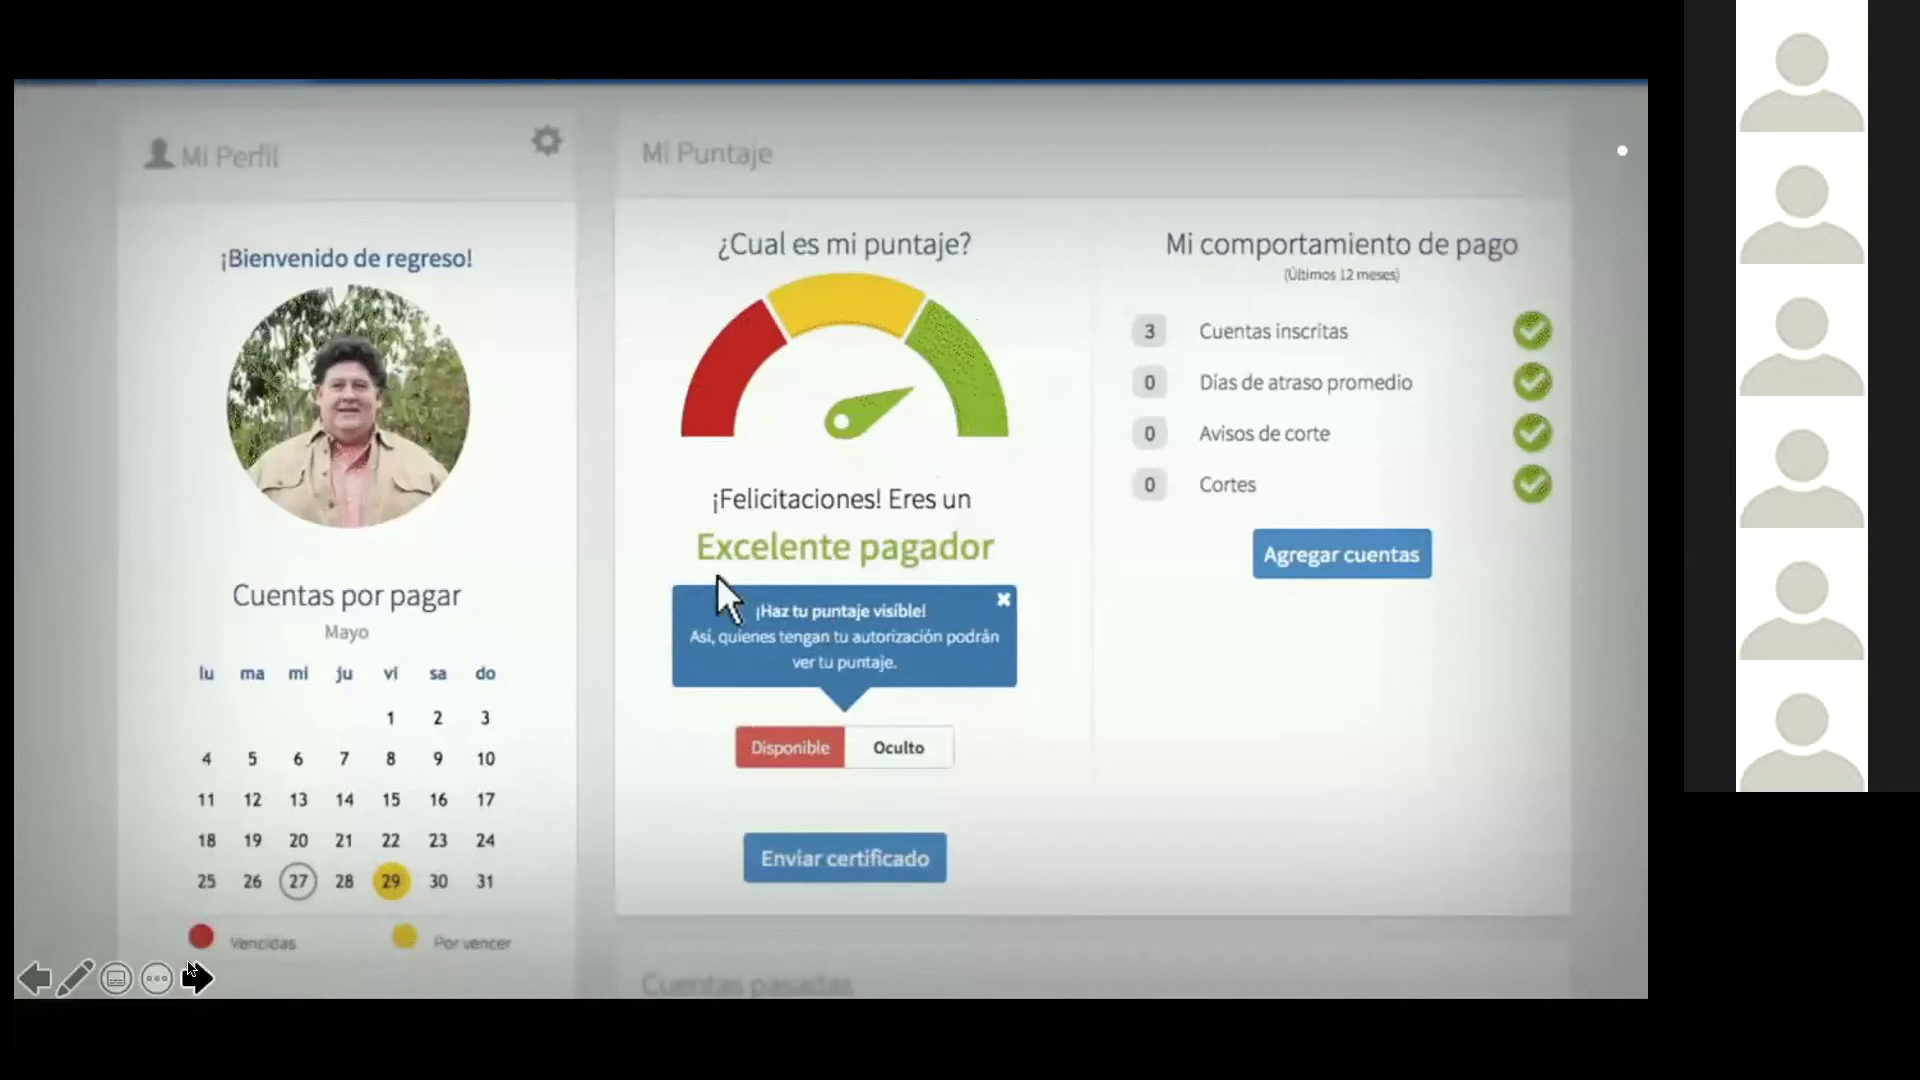 Mi Perfil
¡Bienvenido de regreso!
Cuentas por pagar
Mayo
lu ma mi ju vi sa do
1 2 3
4 5 6 7 8 9 10
11 12 13 14 15 16 17
18 19 20 21 22 23 24
25 26 27 28 29 30 31
Vencidas Por vencer
Mi Puntaje
¿Cual es mi puntaje?
¡Felicitaciones! Eres un
Excelente pagador
¡Haz tu puntaje visible!
Así, quienes tengan tu autorización podrán
ver tu puntaje.
Disponible Oculto
Enviar certificado
Mi comportamiento de pago
(Últimos 12 meses)
3 Cuentas inscritas
0 Días de atraso promedio
0 Avisos de corte
0 Cortes
Agregar cuentas
Cuentas pasadas